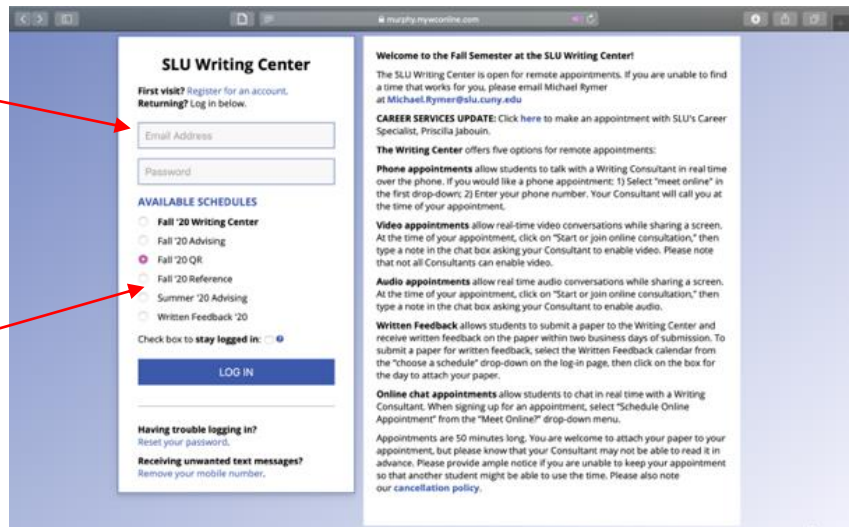 murphy.mywconline.com
SLU Writing Center
First visit? Register for an account.
Returning? Log in below.
Email Address
Password
AVAILABLE SCHEDULES
Fall '20 Writing Center
Fall '20 Advising
Fall '20 QR
Fall '20 Reference
Summer '20 Advising
Written Feedback '20
Check box to stay logged in:
LOG IN
Having trouble logging in?
Reset your password.
Receiving unwanted text messages?
Remove your mobile number.
Welcome to the Fall Semester at the SLU Writing Center!
The SLU Writing Center is open for remote appointments. If you are unable to find
a time that works for you, please email Michael Rymer
at Michael.Rymer@slu.cuny.edu
CAREER SERVICES UPDATE: Click here to make an appointment with SLU's Career
Specialist, Priscilla Jabouin.
The Writing Center offers five options for remote appointments:
Phone appointments allow students to talk with a Writing Consultant in real time
over the phone. If you would like a phone appointment: 1) Select "meet online" in
the first drop-down; 2) Enter your phone number. Your Consultant will call you at
the time of your appointment.
Video appointments allow real-time video conversations while sharing a screen.
At the time of your appointment, click on "Start or join online consultation," then
type a note in the chat box asking your Consultant to enable video. Please note
that not all Consultants can enable video.
Audio appointments allow real time audio conversations while sharing a screen.
At the time of your appointment, click on "Start or join online consultation," then
type a note in the chat box asking your Consultant to enable audio.
Written Feedback allows students to submit a paper to the Writing Center and
receive written feedback on the paper within two business days of submission. To
submit a paper for written feedback, select the Written Feedback calendar from
the "choose a schedule" drop-down on the log-in page, then click on the box for
the day to attach your paper.
Online chat appointments allow students to chat in real time with a Writing
Consultant. When signing up for an appointment, select "Schedule Online
Appointment" from the "Meet Online?" drop-down menu.
Appointments are 50 minutes long. You are welcome to attach your paper to your
appointment, but please know that your Consultant may not be able to read it in
advance. Please provide ample notice if you are unable to keep your appointment
so that another student might be able to use the time. Please also note
our cancellation policy.